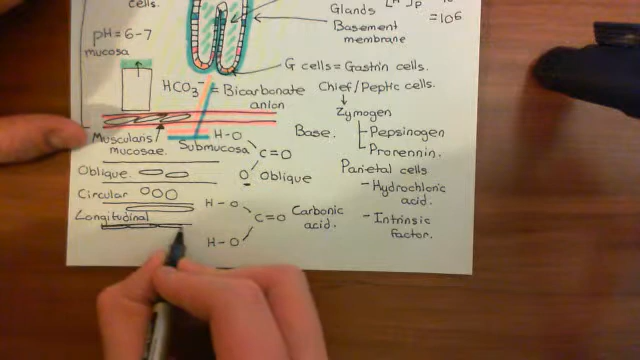 cells.
pH = 6-7
mucosa
Glands
Basement
membrane
= 10⁶
G cells = Gastrin cells.
HCO₃⁻ = Bicarbonate
anion
Chief/Peptic cells.
Zymogen
Pepsinogen
Prorennin.
Muscularis
mucosae.
Submucosa
H-O
C=O
O
Base.
Parietal cells
- Hydrochloric
acid.
- Intrinsic
Factor.
Oblique.
Oblique
Circular
Longitudinal
H-O
C=O
H-O
Carbonic
acid.